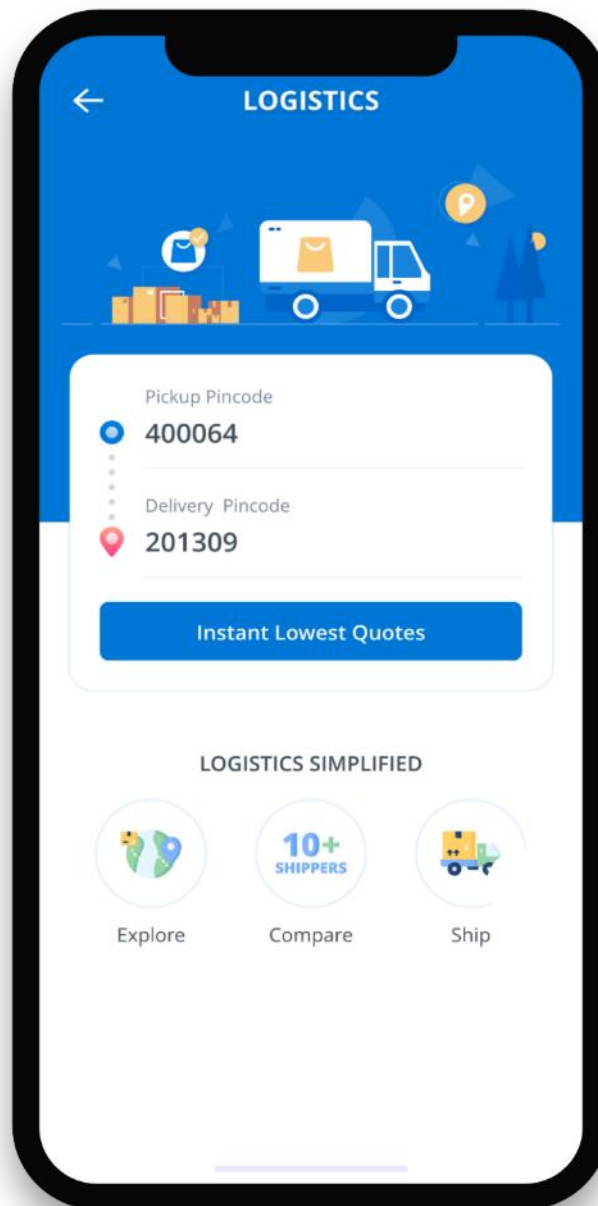 LOGISTICS
Pickup Pincode
400064
Delivery Pincode
201309
Instant Lowest Quotes
LOGISTICS SIMPLIFIED
10+
SHIPPERS
Explore Compare Ship